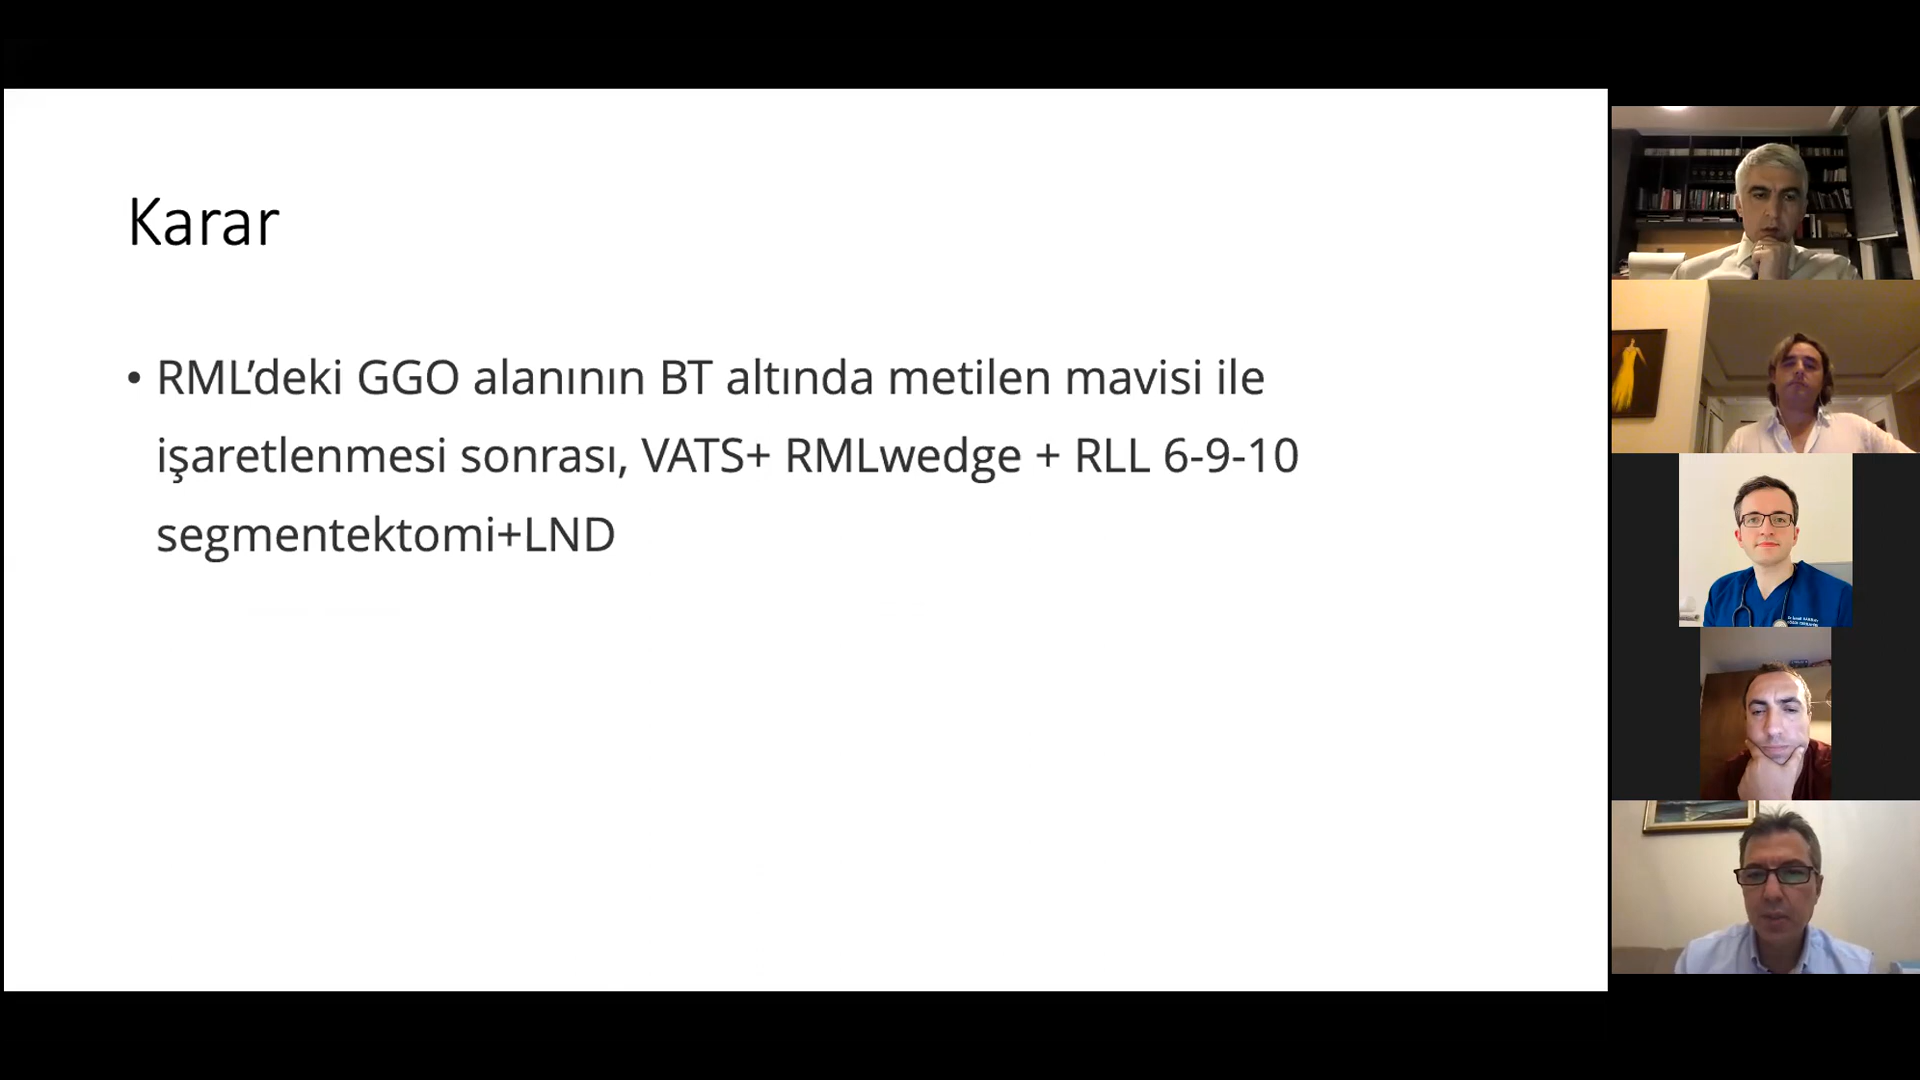 Karar
• RML'deki GGO alanının BT altında metilen mavisi ile
işaretlenmesi sonrası, VATS+ RMLwedge + RLL 6-9-10
segmentektomi+LND